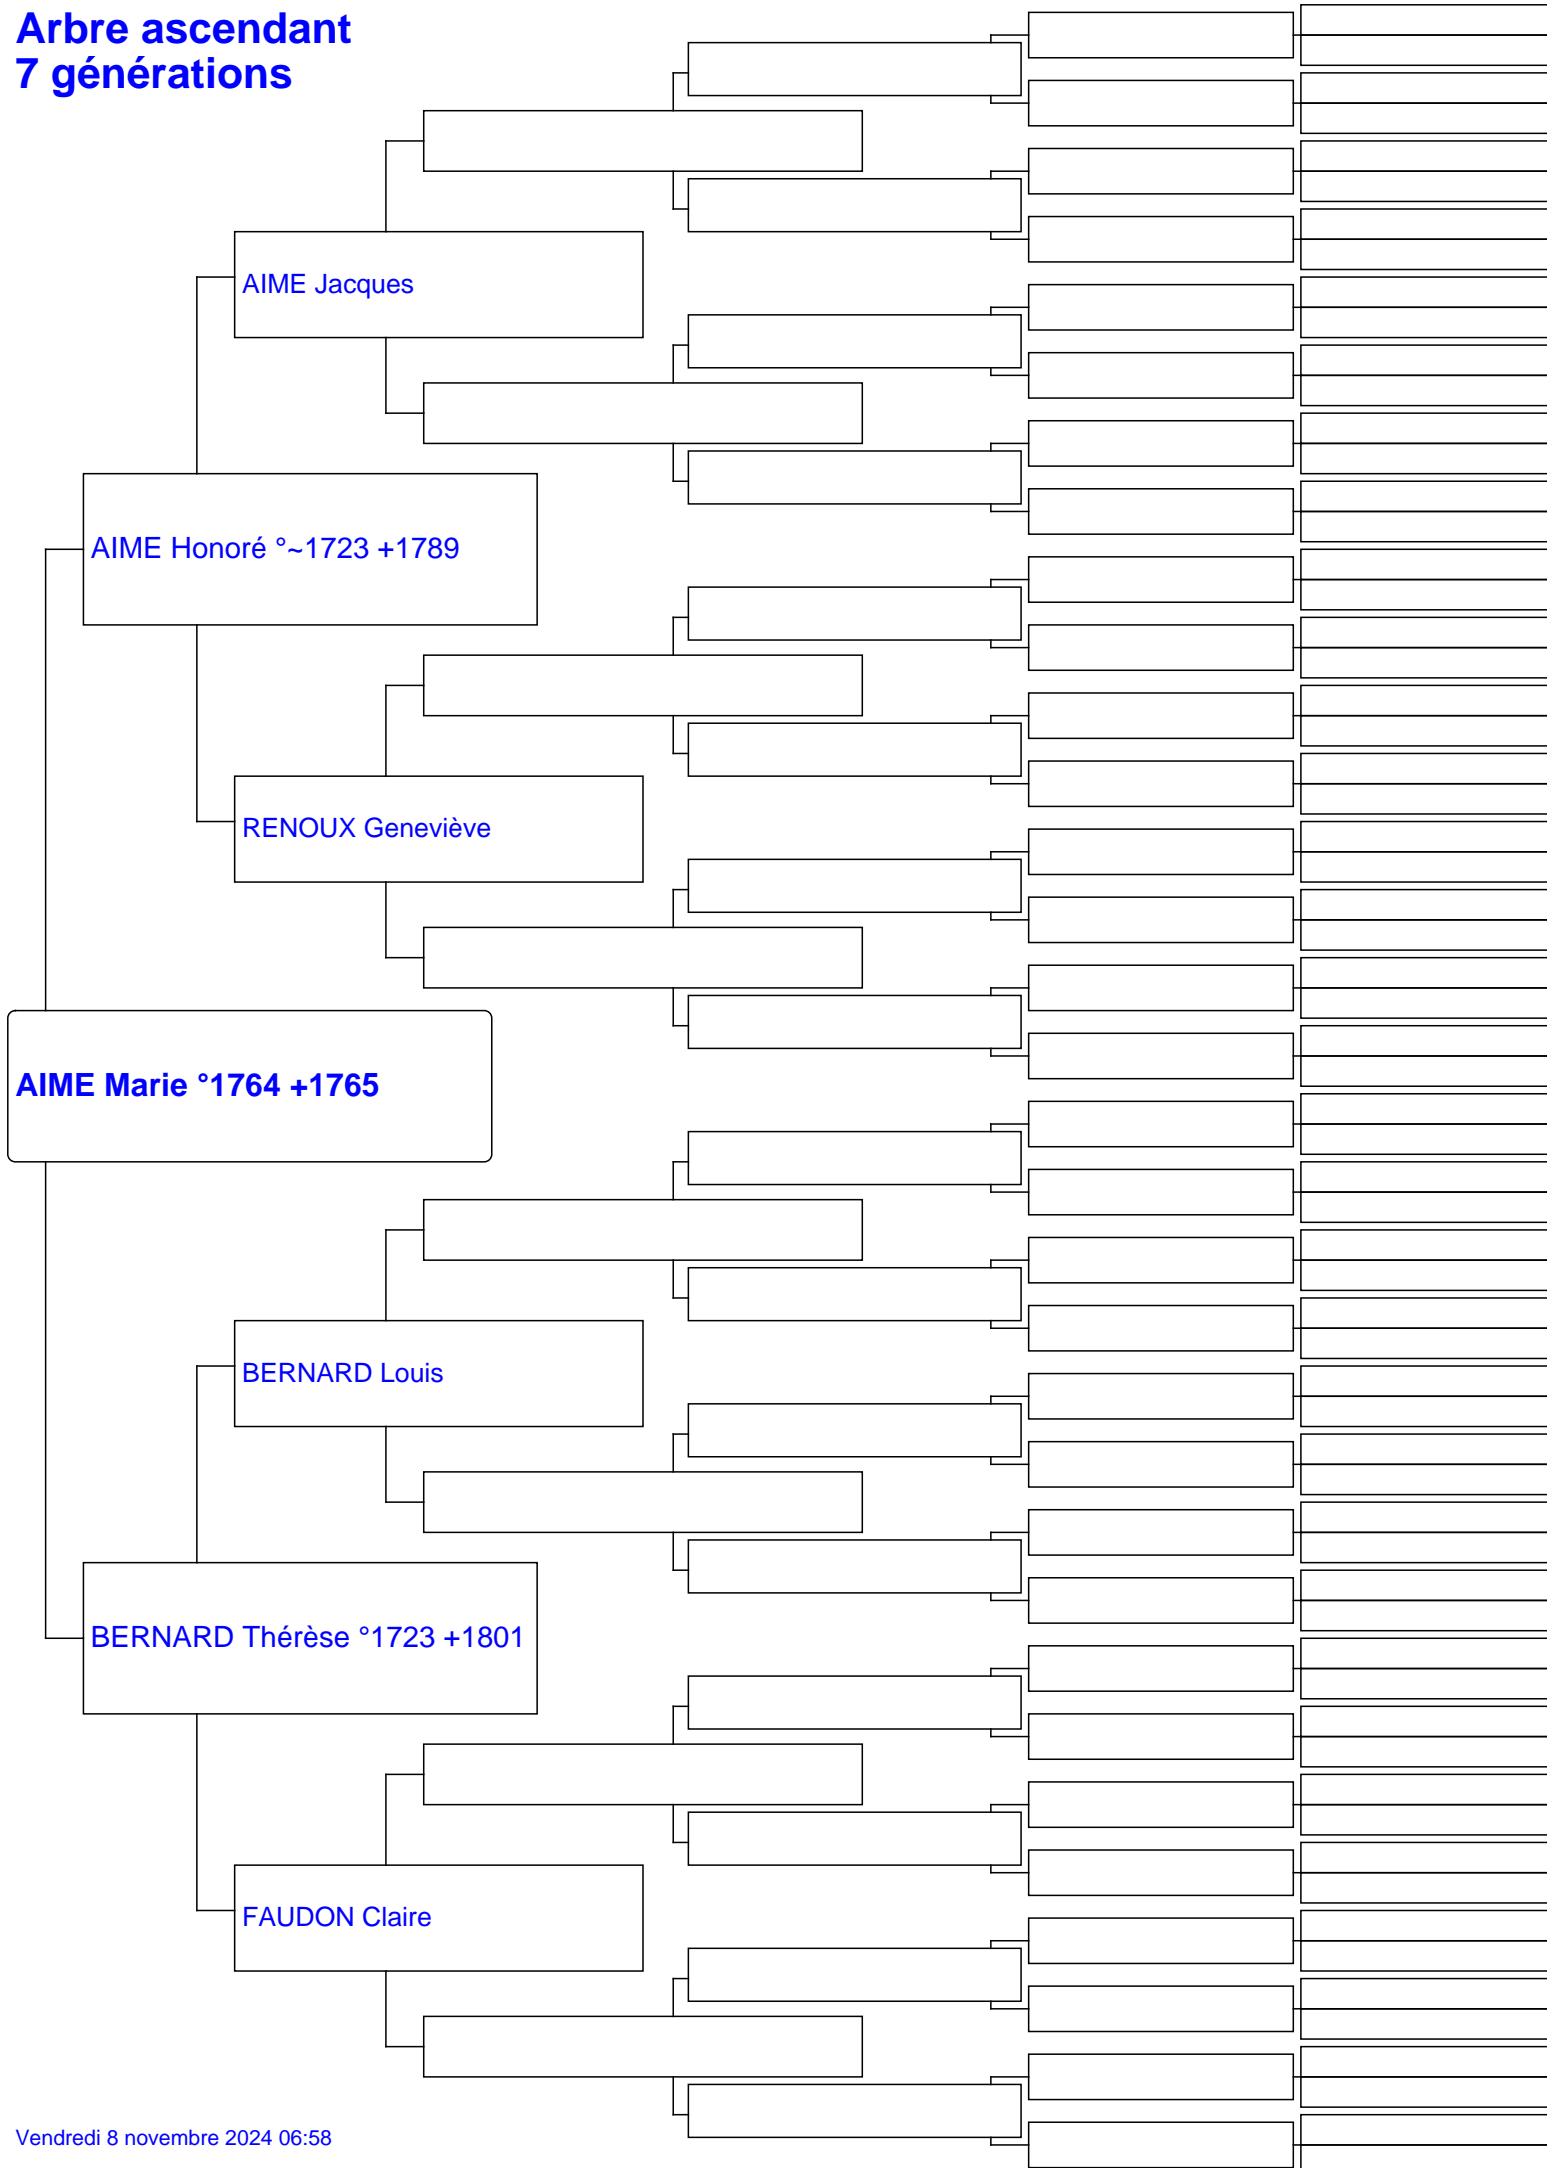 Arbre ascendant
7 générations
AIME Jacques
AIME Honoré °~1723 +1789
RENOUX Geneviève
AIME Marie °1764 +1765
BERNARD Louis
BERNARD Thérèse °1723 +1801
FAUDON Claire
Vendredi 8 novembre 2024 06:58